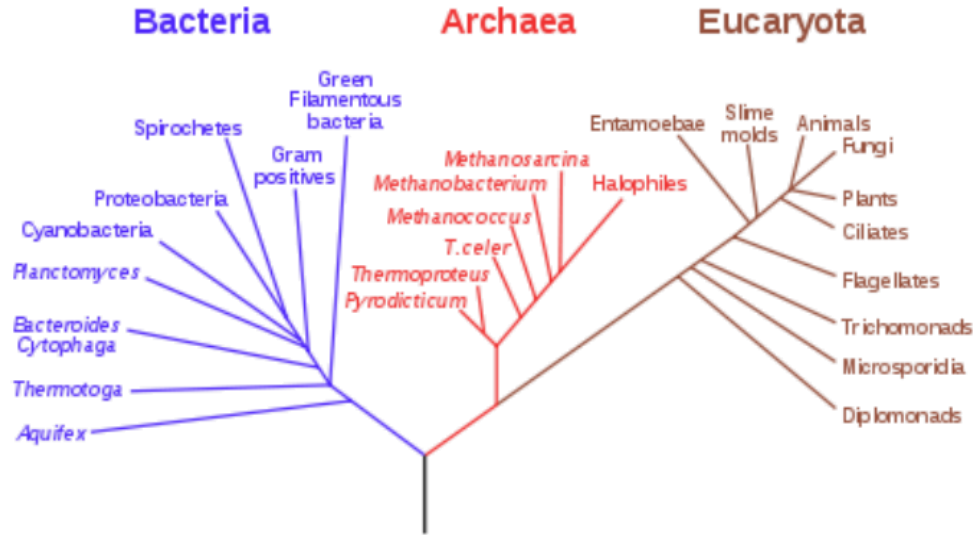 Bacteria
Archaea
Eucaryota
Green
Filamentous
bacteria
Spirochetes
Gram
positives
Proteobacteria
Cyanobacteria
Planctomyces
Bacteroides
Cytophaga
Thermotoga
Aquifex
Methanosarcina
Methanobacterium
Halophiles
Methanococcus
T.celer
Thermoproteus
Pyrodicticum
Entamoebae
Slime
molds
Animals
Fungi
Plants
Ciliates
Flagellates
Trichomonads
Microsporidia
Diplomonads